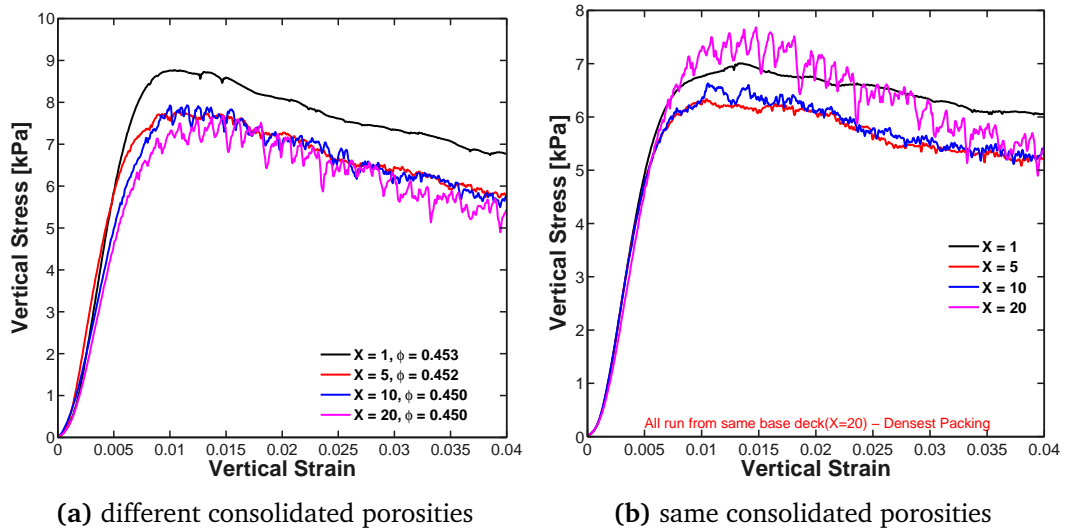 10
9
8
7
6
5
4
3
2
1
0
Vertical Stress [kPa]
X = 1, ϕ = 0.453
X = 5, ϕ = 0.452
X = 10, ϕ = 0.450
X = 20, ϕ = 0.450
0 0.005 0.01 0.015 0.02 0.025 0.03 0.035 0.04
Vertical Strain
(a) different consolidated porosities
8
7
6
5
4
3
2
1
0
Vertical Stress [kPa]
X = 1
X = 5
X = 10
X = 20
All run from same base deck(X=20) − Densest Packing
0 0.005 0.01 0.015 0.02 0.025 0.03 0.035 0.04
Vertical Strain
(b) same consolidated porosities